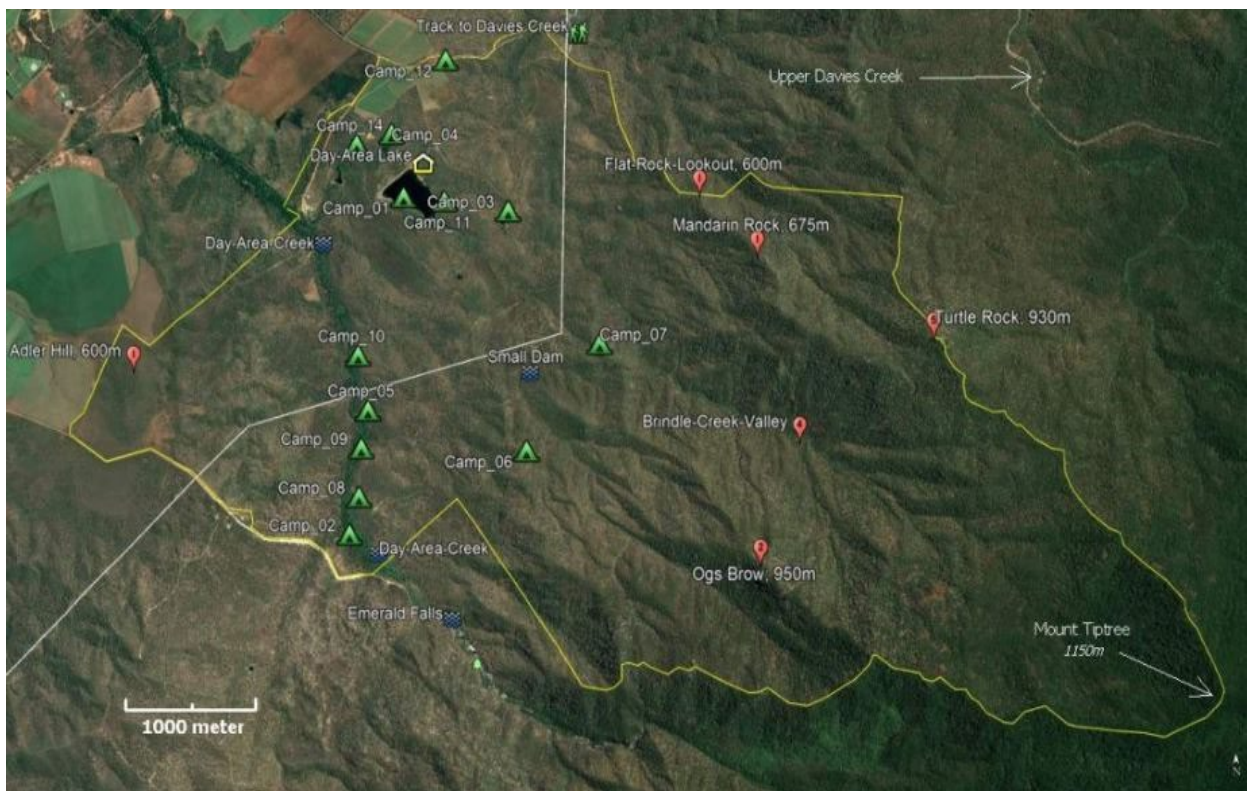 Track to Davies Creek
Camp_12
Upper Davies Creek
Camp_14
Camp_04
Day-Area Lake
Flat-Rock-Lookout, 600m
Camp_01
Camp_03
Camp_11
Mandarin Rock, 675m
Day-Area-Creek
Turtle Rock, 930m
Adler Hill, 600m
Camp_10
Camp_07
Small Dam
Camp_05
Brindle-Creek-Valley
Camp_09
Camp_06
Camp_08
Camp_02
Day-Area-Creek
Ogs Brow, 950m
Emerald Falls
Mount Tiptree
1150m
1000 meter
N